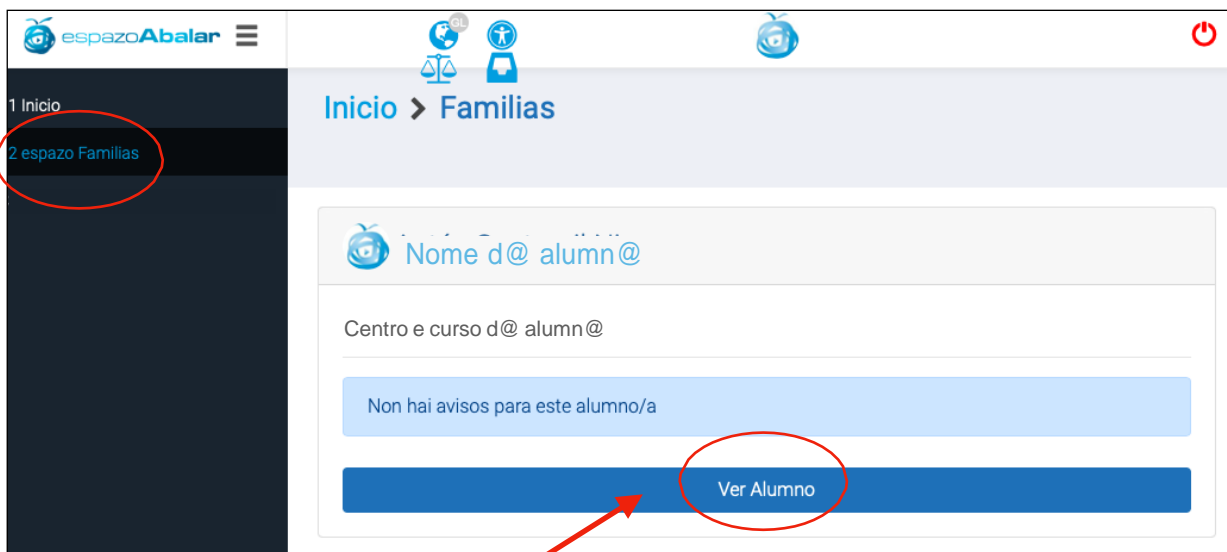 espazoAbalar
GL
1 Inicio
2 espazo Familias
Inicio > Familias
Nome d@ alumn@
Centro e curso d@ alumn@
Non hai avisos para este alumno/a
Ver Alumno